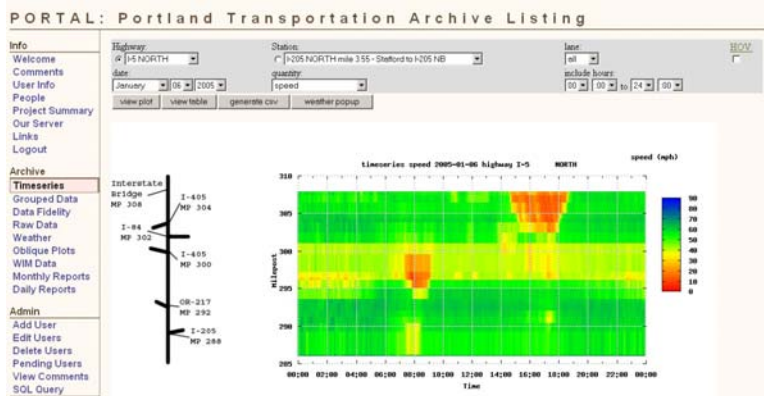 PORTAL: Portland Transportation Archive Listing
Info
Welcome
Comments
User Info
People
Project Summary
Our Server
Links
Logout
Archive
Timeseries
Grouped Data
Data Fidelity
Raw Data
Weather
Oblique Plots
WIM Data
Monthly Reports
Daily Reports
Admin
Add User
Edit Users
Delete Users
Pending Users
View Comments
SQL Query
Highway: Station: lane: HOV:
I-5 NORTH I-205 NORTH mile 3.55 - Stafford to I-205 NB all
date: quantity: include hours:
January 06 2005 speed 00 :00 to 24 :00
view plot view table generate csv weather popup
Interstate
Bridge
MP 308
I-405
MP 304
I-84
MP 302
I-405
MP 300
OR-217
MP 292
I-205
MP 288
timeseries speed 2005-01-06 highway I-5 NORTH
speed (mph)
310
305
300
295
290
285
Milepost
00:00 02:00 04:00 06:00 08:00 10:00 12:00 14:00 16:00 18:00 20:00 22:00 00:00
Time
90
80
70
60
50
40
30
20
10
0